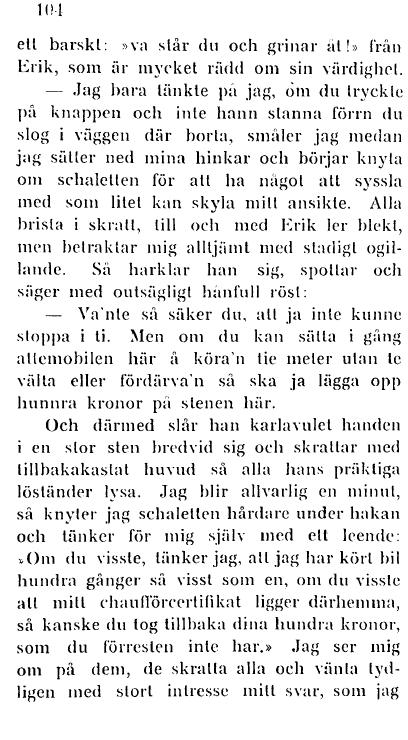 104
ett barskt: »va står du och grinar åt!» från
Erik, som är mycket rädd om sin värdighet.
— Jag bara tänkte på jag, om du tryckte
på knappen och inte hann stanna förrn du
slog i väggen där borta, småler jag medan
jag sätter ned mina hinkar och börjar knyta
om schaletten för att ha något att syssla
med som litet kan skyla mitt ansikte. Alla
brista i skratt, till och med Erik ler blekt,
men betraktar mig alltjämt med stadigt ogil-
lande. Så harklar han sig, spottar och
säger med outsägligt hånfull röst:
— Va'nte så säker du, att ja inte kunne
stoppa i ti. Men om du kan sätta i gång
attemobilen här å köra'n tie meter utan te
välta eller fördärva'n så ska ja lägga opp
hunnra kronor på stenen här.
Och därmed slår han karlavulet handen
i en stor sten bredvid sig och skrattar med
tillbakakastat huvud så alla hans präktiga
löständer lysa. Jag blir allvarlig en minut,
så knyter jag schaletten hårdare under hakan
och tänker för mig själv med ett leende:
»Om du visste, tänker jag, att jag har kört bil
hundra gånger så visst som en, om du visste
att mitt chaufförcertifikat ligger därhemma,
så kanske du tog tillbaka dina hundra kronor,
som du förresten inte har.» Jag ser mig
om på dem, de skratta alla och vänta tyd-
ligen med stort intresse mitt svar, som jag